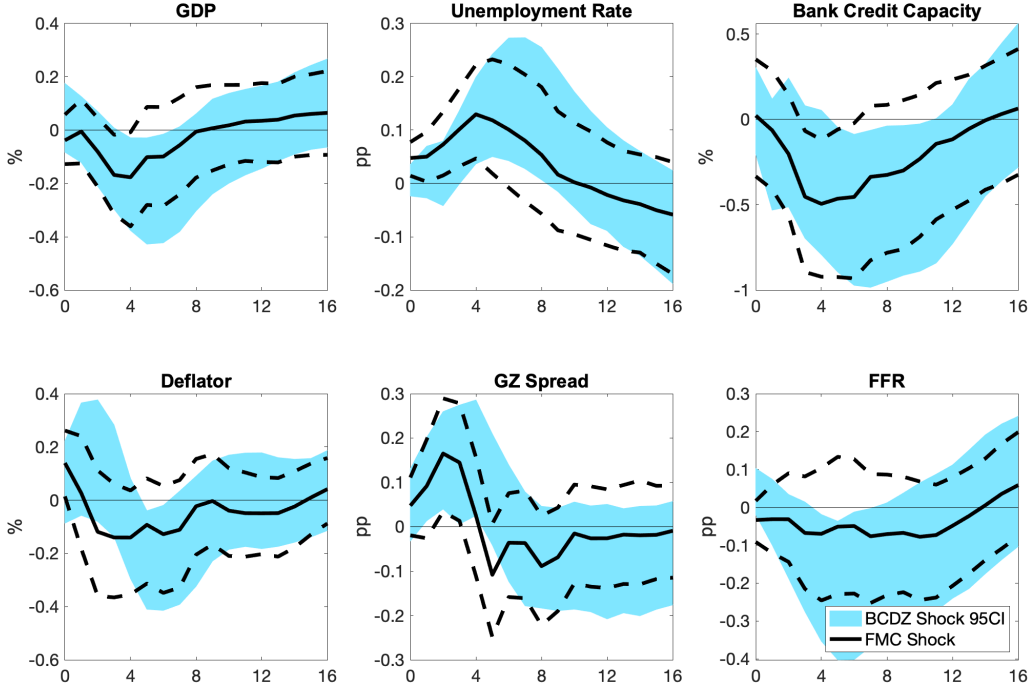 GDP
0.4
0.2
0
-0.2
-0.4
-0.6
%
0 4 8 12 16
Unemployment Rate
0.3
0.2
0.1
0
-0.1
-0.2
pp
0 4 8 12 16
Bank Credit Capacity
0.5
0
-0.5
-1
%
0 4 8 12 16
Deflator
0.4
0.2
0
-0.2
-0.4
-0.6
%
0 4 8 12 16
GZ Spread
0.3
0.2
0.1
0
-0.1
-0.2
-0.3
pp
0 4 8 12 16
FFR
0.3
0.2
0.1
0
-0.1
-0.2
-0.3
-0.4
pp
0 4 8 12 16
BCDZ Shock 95CI
FMC Shock